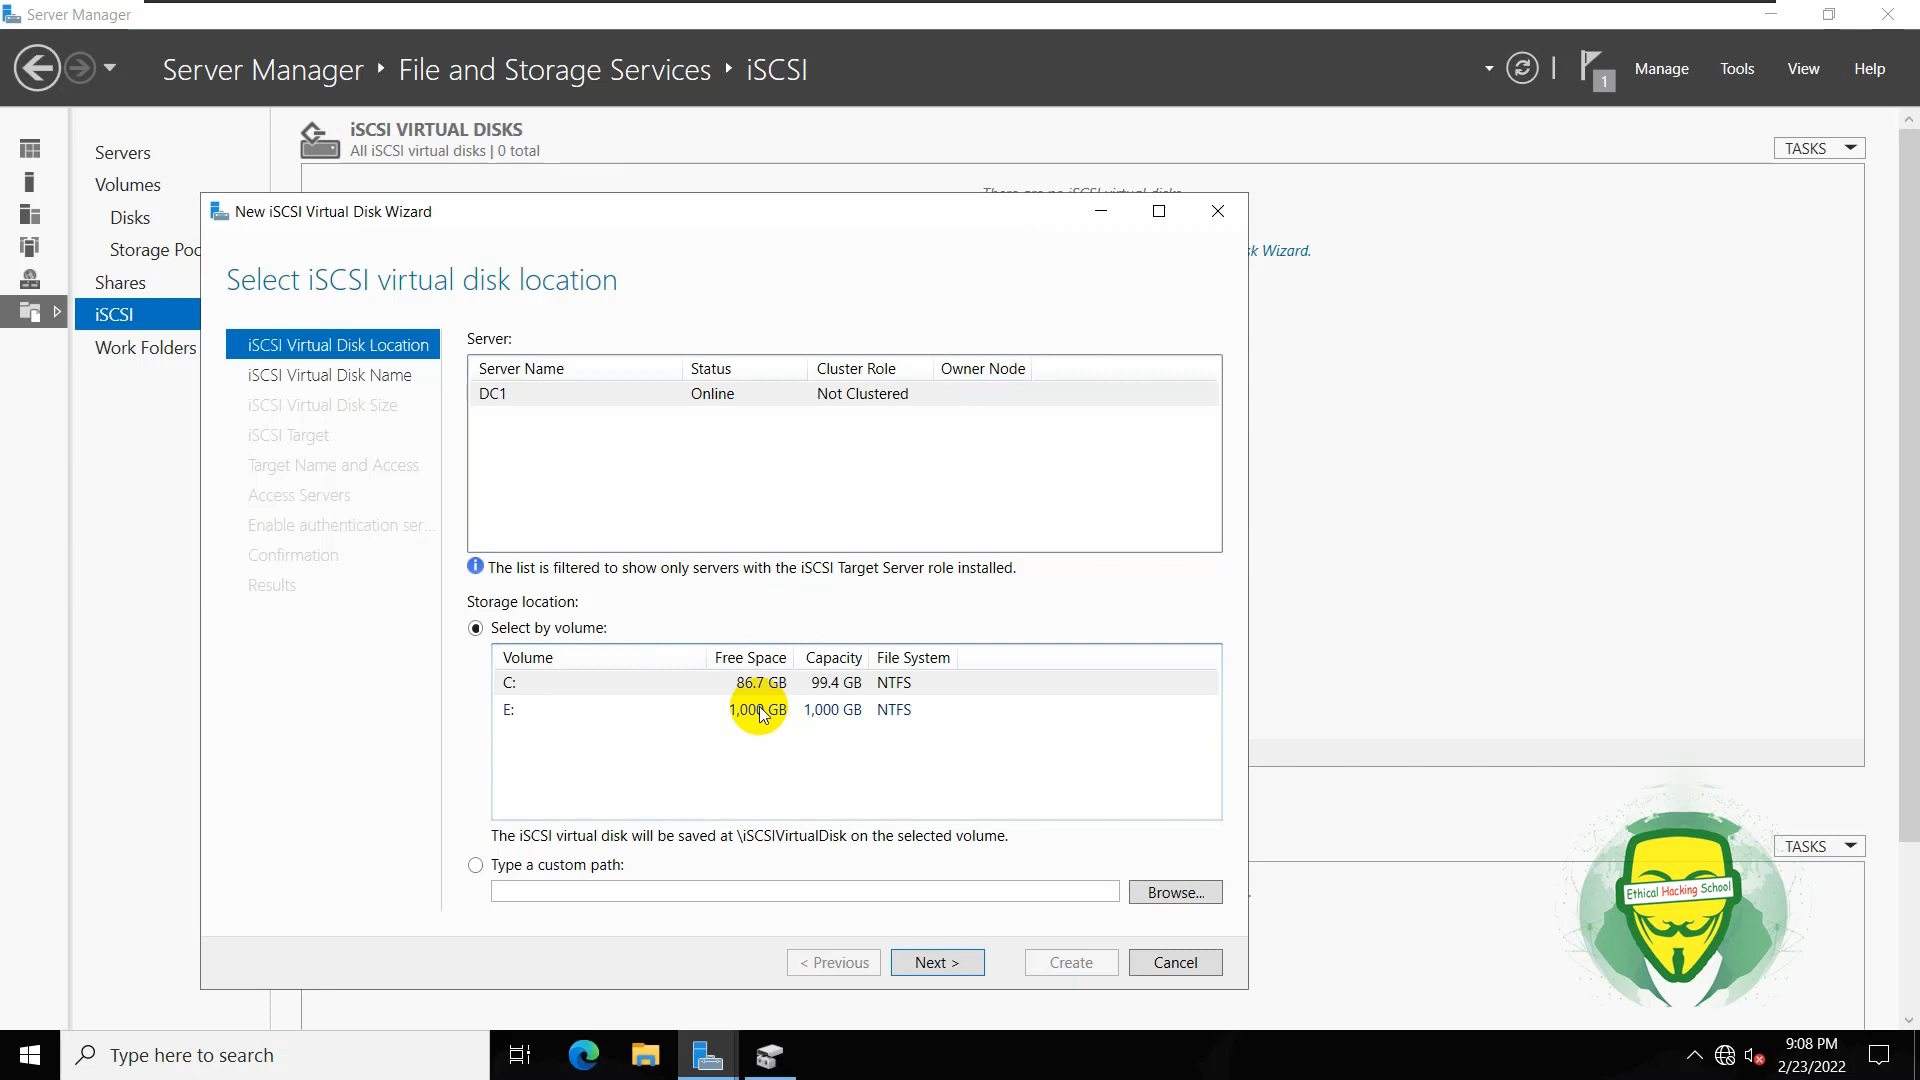 Server Manager
Server Manager ‣ File and Storage Services ‣ iSCSI
1
Manage
Tools
View
Help
Servers
Volumes
Disks
Storage Poo
Shares
iSCSI
Work Folders
iSCSI VIRTUAL DISKS
All iSCSI virtual disks | 0 total
TASKS
There are no iSCSI virtual disks.
sk Wizard.
New iSCSI Virtual Disk Wizard
Select iSCSI virtual disk location
iSCSI Virtual Disk Location
iSCSI Virtual Disk Name
iSCSI Virtual Disk Size
iSCSI Target
Target Name and Access
Access Servers
Enable authentication ser...
Confirmation
Results
Server:
Server Name Status Cluster Role Owner Node
DC1 Online Not Clustered
The list is filtered to show only servers with the iSCSI Target Server role installed.
Storage location:
Select by volume:
Volume Free Space Capacity File System
C: 86.7 GB 99.4 GB NTFS
E: 1,000 GB 1,000 GB NTFS
The iSCSI virtual disk will be saved at \iSCSIVirtualDisk on the selected volume.
Type a custom path:
Browse...
< Previous
Next >
Create
Cancel
TASKS
Ethical Hacking School
Type here to search
9:08 PM
2/23/2022